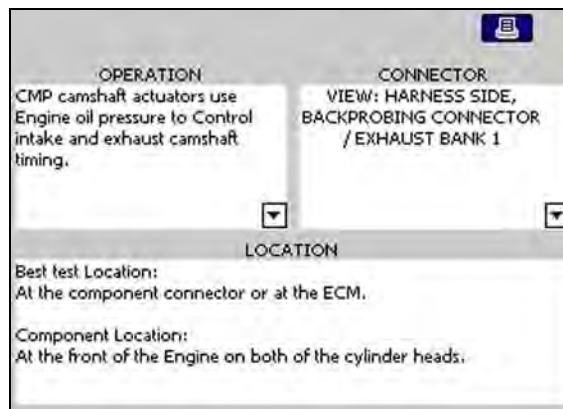 OPERATION
CMP camshaft actuators use
Engine oil pressure to Control
intake and exhaust camshaft
timing.
CONNECTOR
VIEW: HARNESS SIDE,
BACKPROBING CONNECTOR
/ EXHAUST BANK 1
LOCATION
Best test Location:
At the component connector or at the ECM.
Component Location:
At the front of the Engine on both of the cylinder heads.